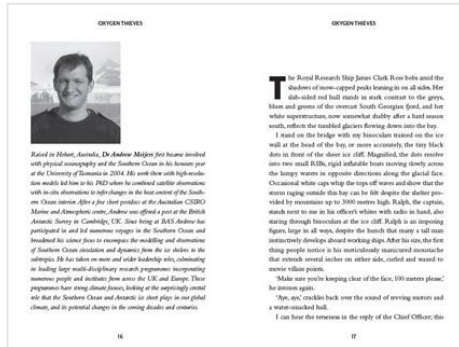 OXYGEN THIEVES
Raised in Hobart, Australia, Dr Andrew Meijers first became involved
with physical oceanography and the Southern Ocean in his honours year
at the University of Tasmania in 2004. His work there with high-resolu-
tion models led him to his PhD where he combined satellite observations
with in-situ observations to infer changes in the heat content of the South-
ern Ocean interior. After a few short postdocs at the Australian CSIRO
Marine and Atmospheric centre, Andrew was offered a post at the British
Antarctic Survey in Cambridge, UK. Since being at BAS Andrew has
participated in and led numerous voyages in the Southern Ocean and
broadened his science focus to encompass the modelling and observations
of Southern Ocean circulation and dynamics from the ice shelves to the
subtropics. He has taken on more and wider leadership roles, culminating
in leading large multi-disciplinary research programmes incorporating
numerous people and institutes from across the UK and Europe. These
programmes have strong climate focuses, looking at the surprisingly central
role that the Southern Ocean and Antarctic ice sheet plays in our global
climate, and its potential changes in the coming decades and centuries.
16
OXYGEN THIEVES
The Royal Research Ship James Clark Ross bobs amid the
shadows of snow-capped peaks leaning in on all sides. Her
slab-sided red hull stands in stark contrast to the greys,
blues and greens of the overcast South Georgian fjord, and her
white superstructure, now somewhat shabby after a hard season
south, reflects the tumbled glaciers flowing down into the bay.
I stand on the bridge with my binoculars trained on the ice
wall at the head of the bay, or more accurately, the tiny black
dots in front of the sheer ice cliff. Magnified, the dots resolve
into two small RIBs, rigid inflatable boats moving slowly across
the lumpy waters in opposite directions along the glacial face.
Occasional white caps whip the tops off waves and show that the
storm raging outside this bay can be felt despite the shelter pro-
vided by mountains up to 3000 metres high. Ralph, the captain,
stands next to me in his officer's whites with radio in hand, also
staring through binoculars at the ice cliff. Ralph is an imposing
figure, large in all ways, despite the hunch that many a tall man
instinctively develops aboard working ships. After his size, the first
thing people notice is his meticulously manicured moustache
that extends several inches on either side, curled and waxed to
movie villain points.
'Make sure you're keeping clear of the face, 100 metres please,'
he intones again.
'Aye, aye,' crackles back over the sound of revving motors and
a water-smacked hull.
I can hear the terseness in the reply of the Chief Officer; this
17